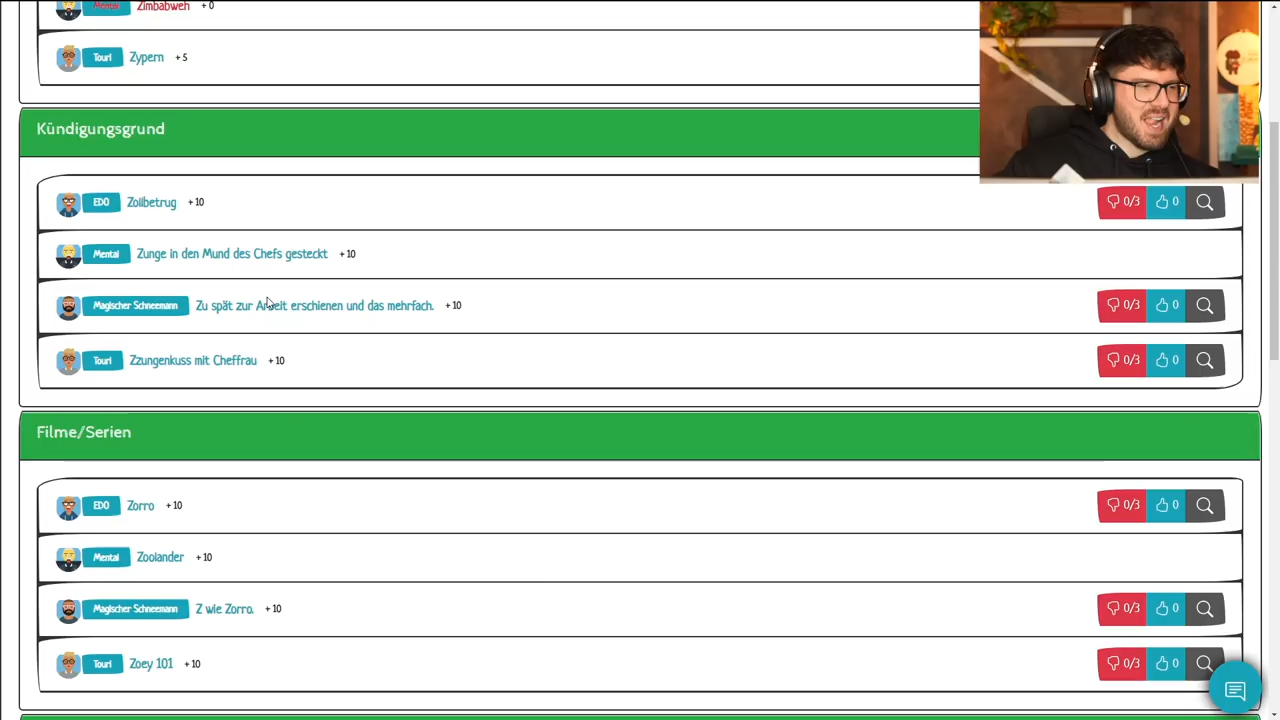 Mental Zimbabweh + 0
Touri Zypern + 5
Kündigungsgrund
EDO Zollbetrug + 10 0/3 0
Mental Zunge in den Mund des Chefs gesteckt + 10
Magischer Schneemann Zu spät zur Arbeit erschienen und das mehrfach. + 10 0/3 0
Touri Zzungenkuss mit Cheffrau + 10 0/3 0
Filme/Serien
EDO Zorro + 10 0/3 0
Mental Zoolander + 10
Magischer Schneemann Z wie Zorro. + 10 0/3 0
Touri Zoey 101 + 10 0/3 0